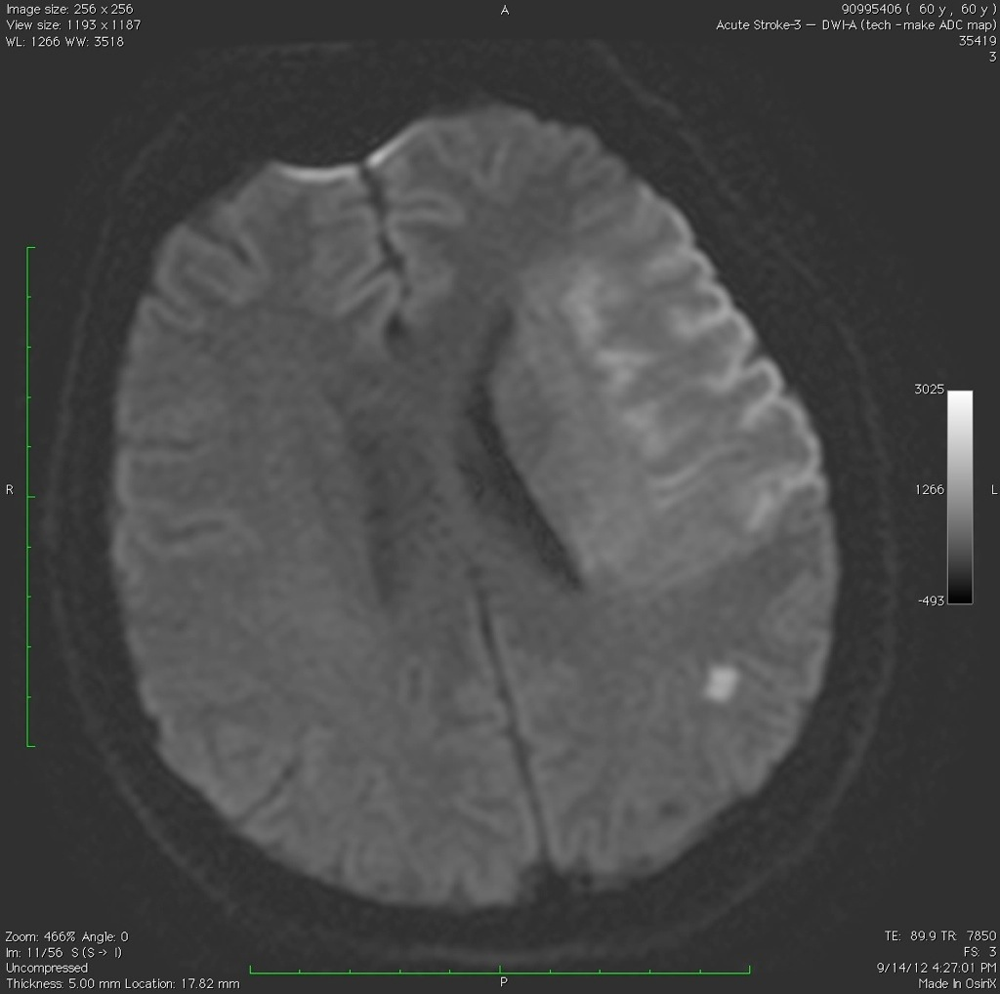 Image size: 256 x 256
View size: 1193 x 1187
WL: 1266 WW: 3518
A
90995406 ( 60 y , 60 y )
Acute Stroke-3 — DWI-A (tech - make ADC map)
35419
3
R
3025
1266
-493
L
Zoom: 466% Angle: 0
Im: 11/56 S (S -> I)
Uncompressed
Thickness: 5.00 mm Location: 17.82 mm
P
TE: 89.9 TR: 7850
FS: 3
9/14/12 4:27:01 PM
Made In OsiriX